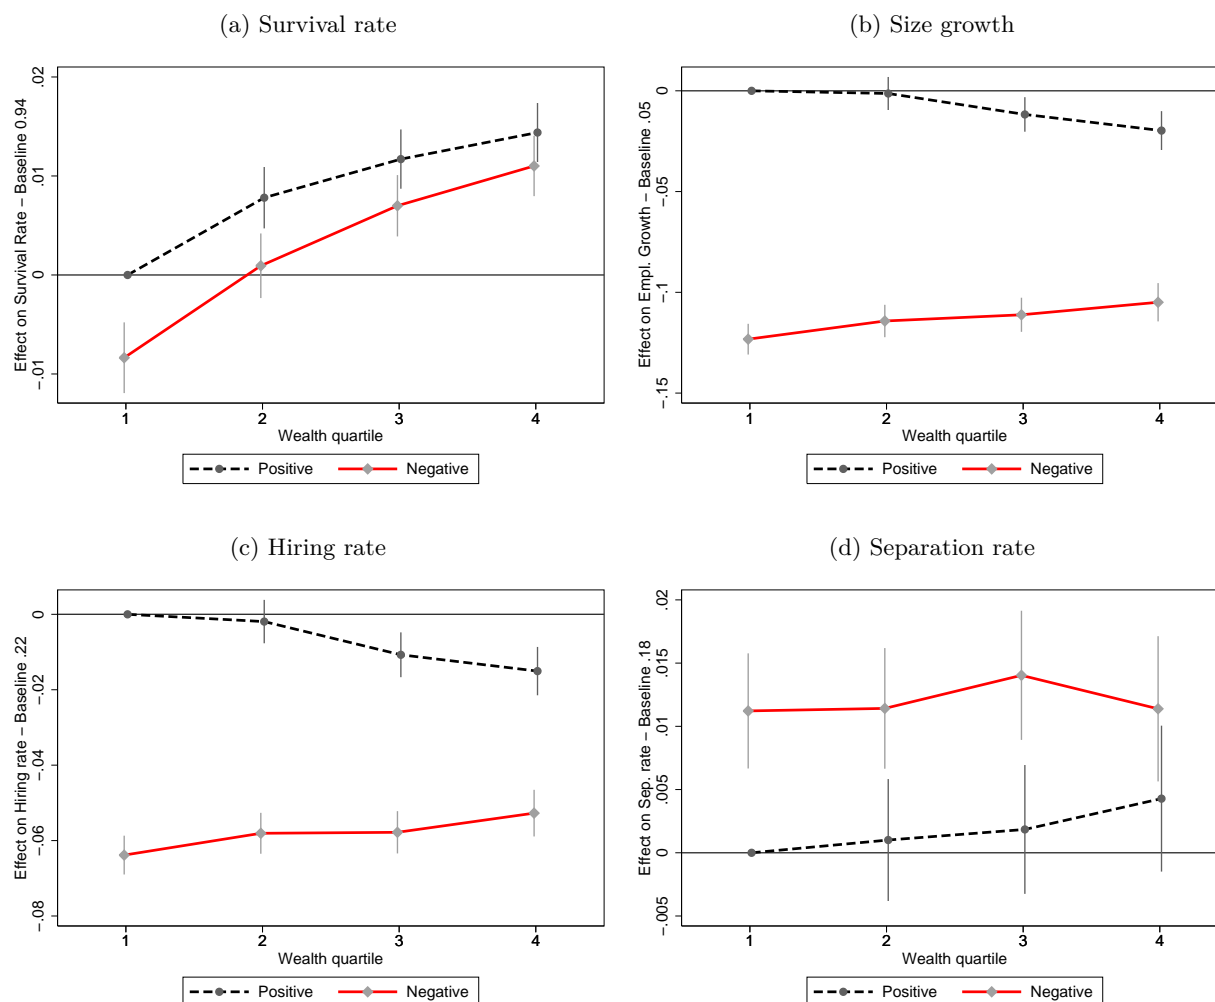 (a) Survival rate
Effect on Survival Rate – Baseline 0.94
.02
.01
0
-.01
1 2 3 4
Wealth quartile
Positive Negative
(b) Size growth
Effect on Empl. Growth – Baseline .05
0
-.05
-.1
-.15
1 2 3 4
Wealth quartile
Positive Negative
(c) Hiring rate
Effect on Hiring rate – Baseline .22
0
-.02
-.04
-.06
-.08
1 2 3 4
Wealth quartile
Positive Negative
(d) Separation rate
Effect on Sep. rate – Baseline .18
.02
.015
.01
.005
0
-.005
1 2 3 4
Wealth quartile
Positive Negative